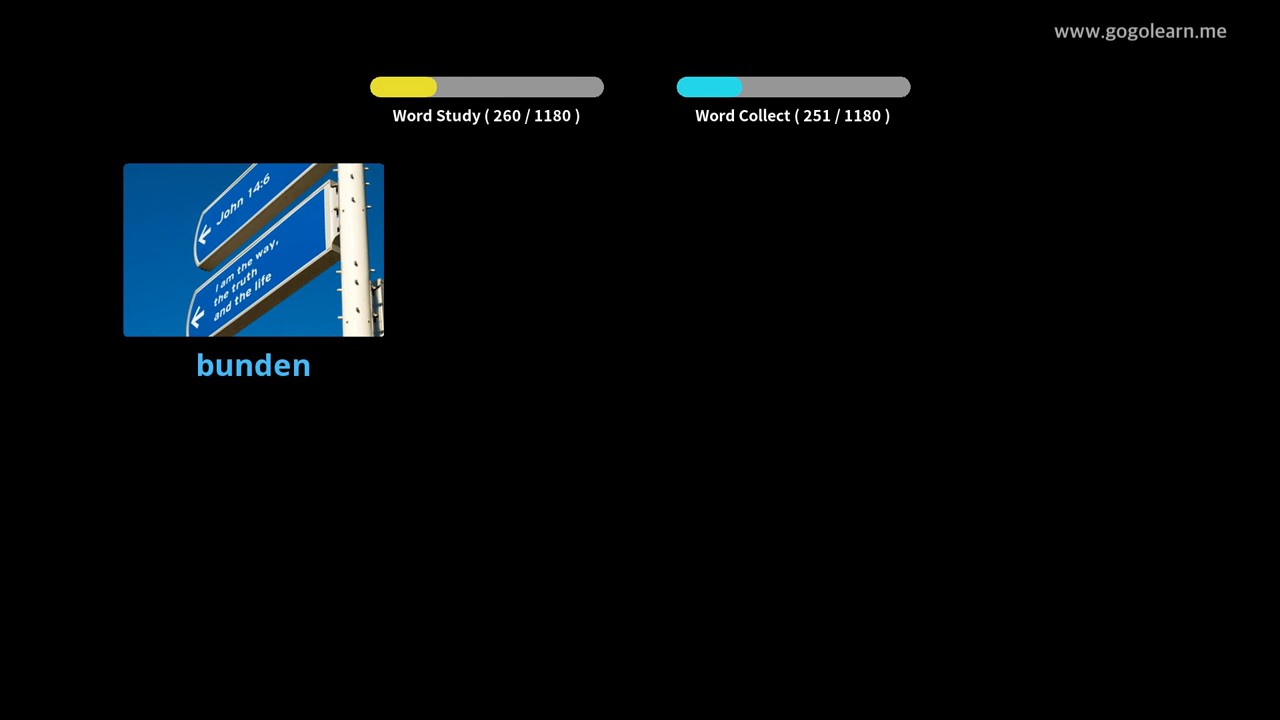 www.gogolearn.me
Word Study ( 260 / 1180 )
Word Collect ( 251 / 1180 )
John 14:6
I am the way,
the truth
and the life
bunden